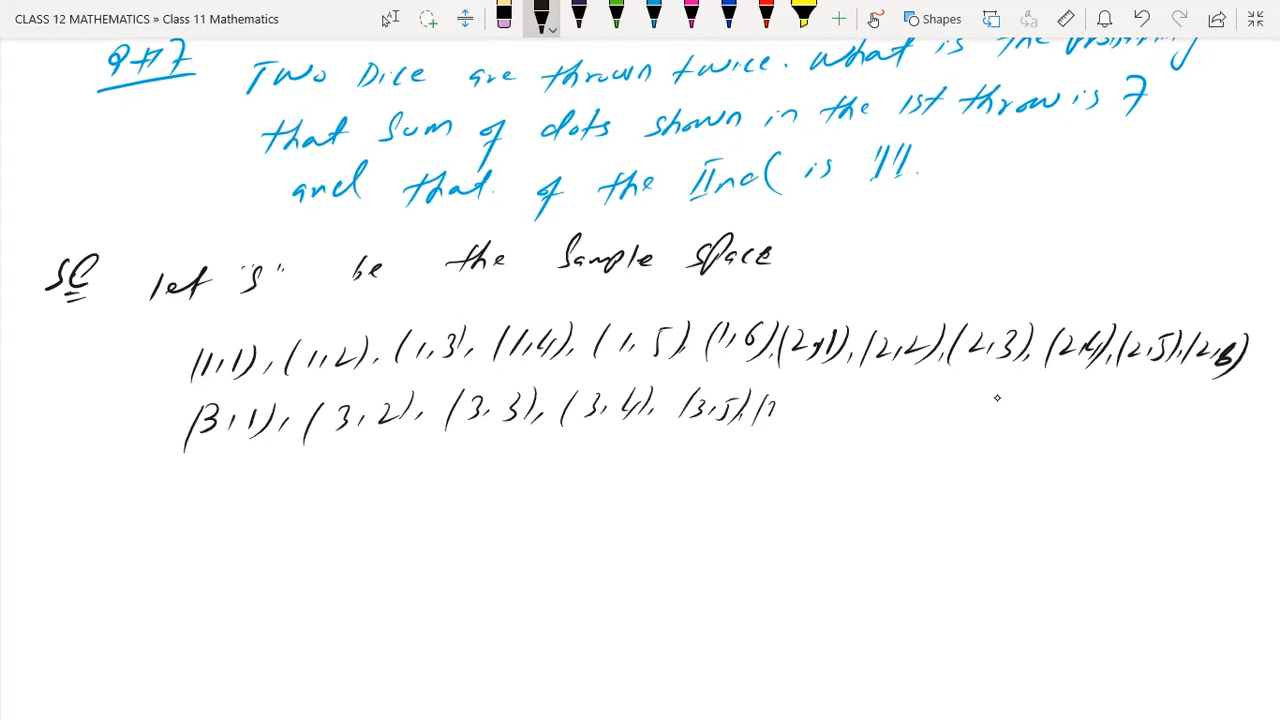 CLASS 12 MATHEMATICS » Class 11 Mathematics
Shapes
Q#7 Two Dice are thrown twice. What is the
that sum of dots shown in the 1st throw is 7
and that of the IInd is 11.
let "S" be the sample space
(1,1), (1,2), (1,3), (1,4), (1,5), (1,6), (2,1), (2,2), (2,3), (2,4), (2,5), (2,6)
(3,1), (3,2), (3,3), (3,4), (3,5), (